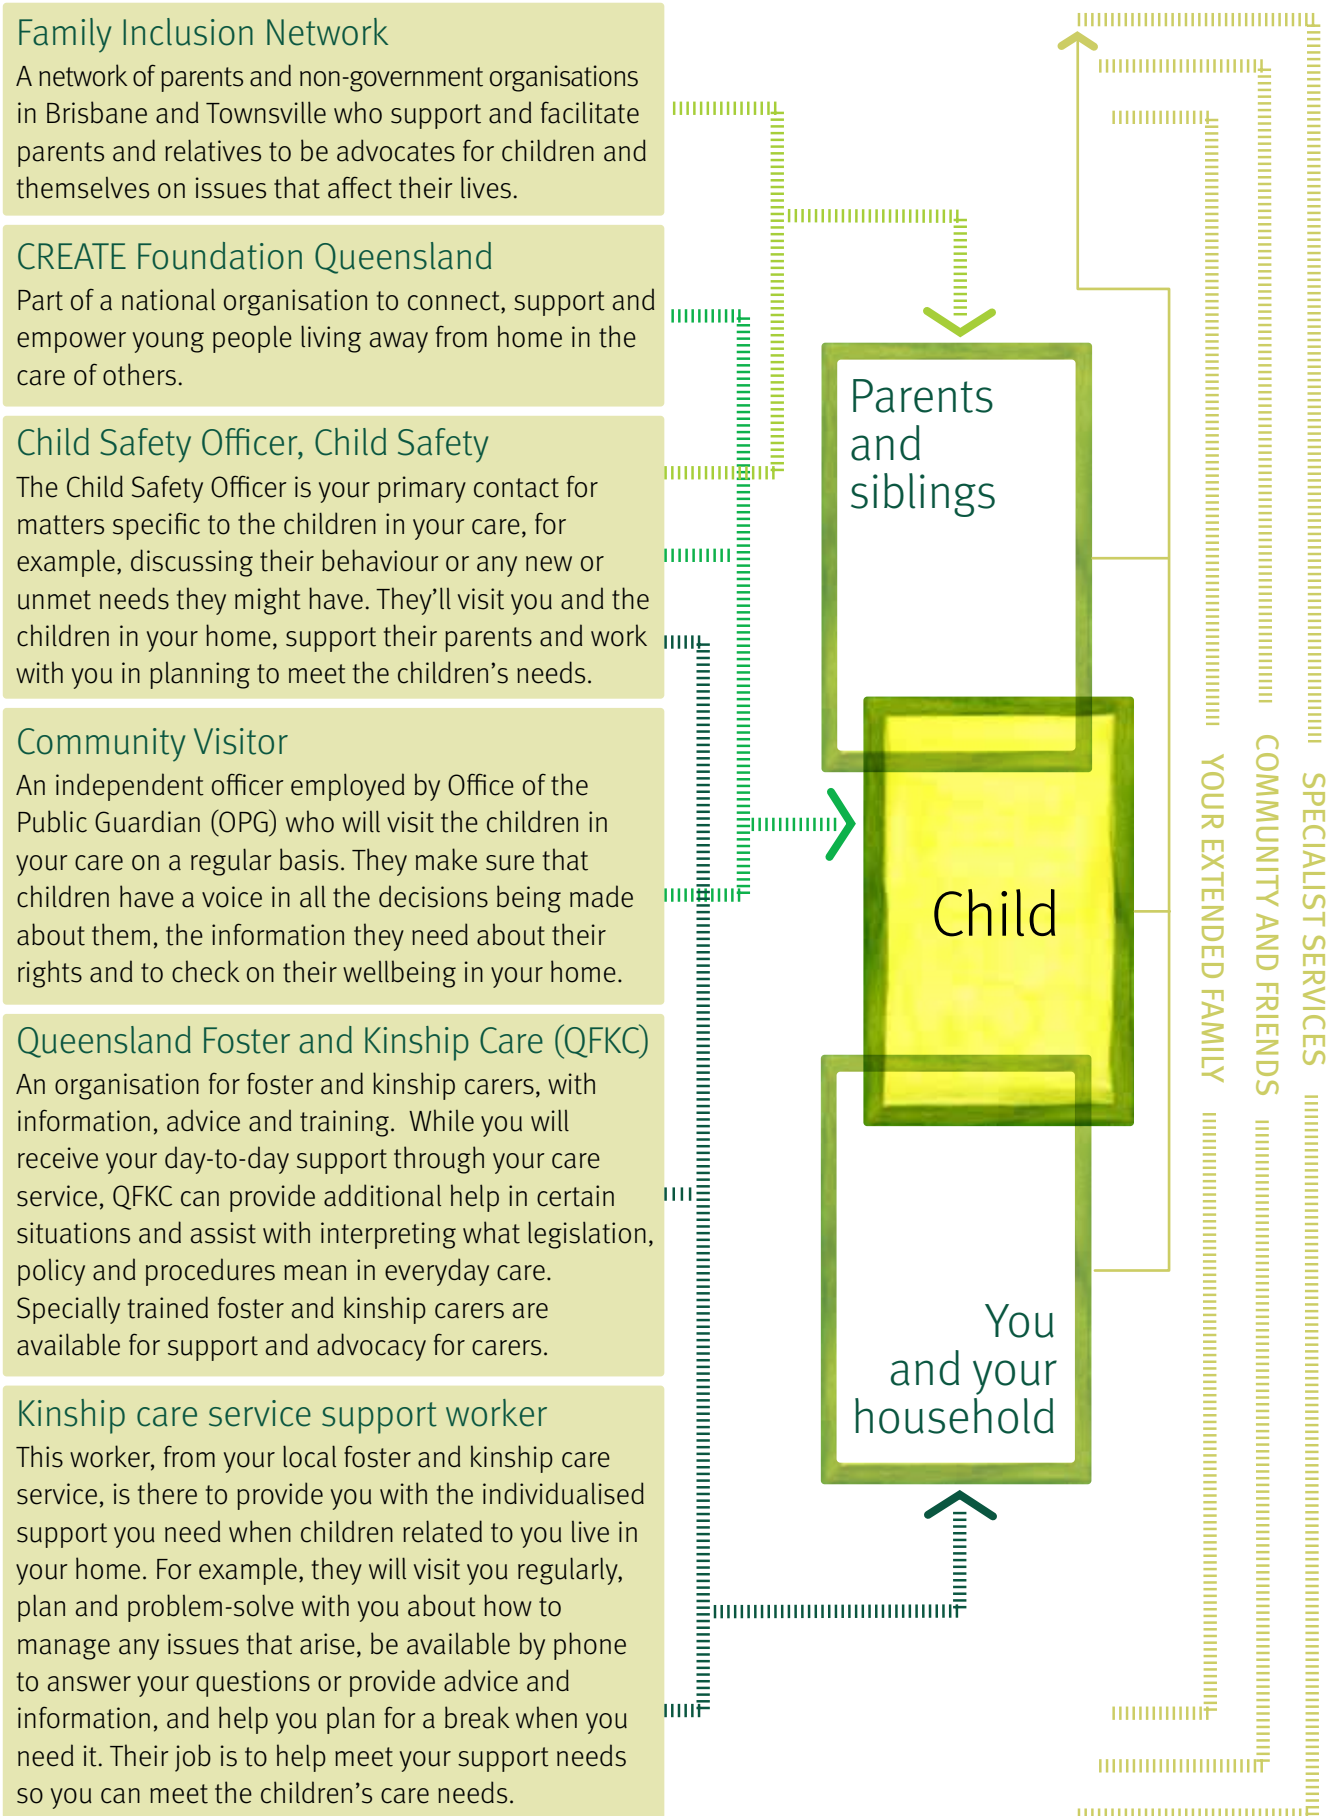 Family Inclusion Network
A network of parents and non-government organisations
in Brisbane and Townsville who support and facilitate
parents and relatives to be advocates for children and
themselves on issues that affect their lives.
CREATE Foundation Queensland
Part of a national organisation to connect, support and
empower young people living away from home in the
care of others.
Child Safety Officer, Child Safety
The Child Safety Officer is your primary contact for
matters specific to the children in your care, for
example, discussing their behaviour or any new or
unmet needs they might have. They’ll visit you and the
children in your home, support their parents and work
with you in planning to meet the children’s needs.
Community Visitor
An independent officer employed by Office of the
Public Guardian (OPG) who will visit the children in
your care on a regular basis. They make sure that
children have a voice in all the decisions being made
about them, the information they need about their
rights and to check on their wellbeing in your home.
Queensland Foster and Kinship Care (QFKC)
An organisation for foster and kinship carers, with
information, advice and training.  While you will
receive your day-to-day support through your care
service, QFKC can provide additional help in certain
situations and assist with interpreting what legislation,
policy and procedures mean in everyday care.
Specially trained foster and kinship carers are
available for support and advocacy for carers.
Kinship care service support worker
This worker, from your local foster and kinship care
service, is there to provide you with the individualised
support you need when children related to you live in
your home. For example, they will visit you regularly,
plan and problem-solve with you about how to
manage any issues that arise, be available by phone
to answer your questions or provide advice and
information, and help you plan for a break when you
need it. Their job is to help meet your support needs
so you can meet the children’s care needs.
Parents
and
siblings
Child
You
and your
household
YOUR EXTENDED FAMILY
COMMUNITY AND FRIENDS
SPECIALIST SERVICES